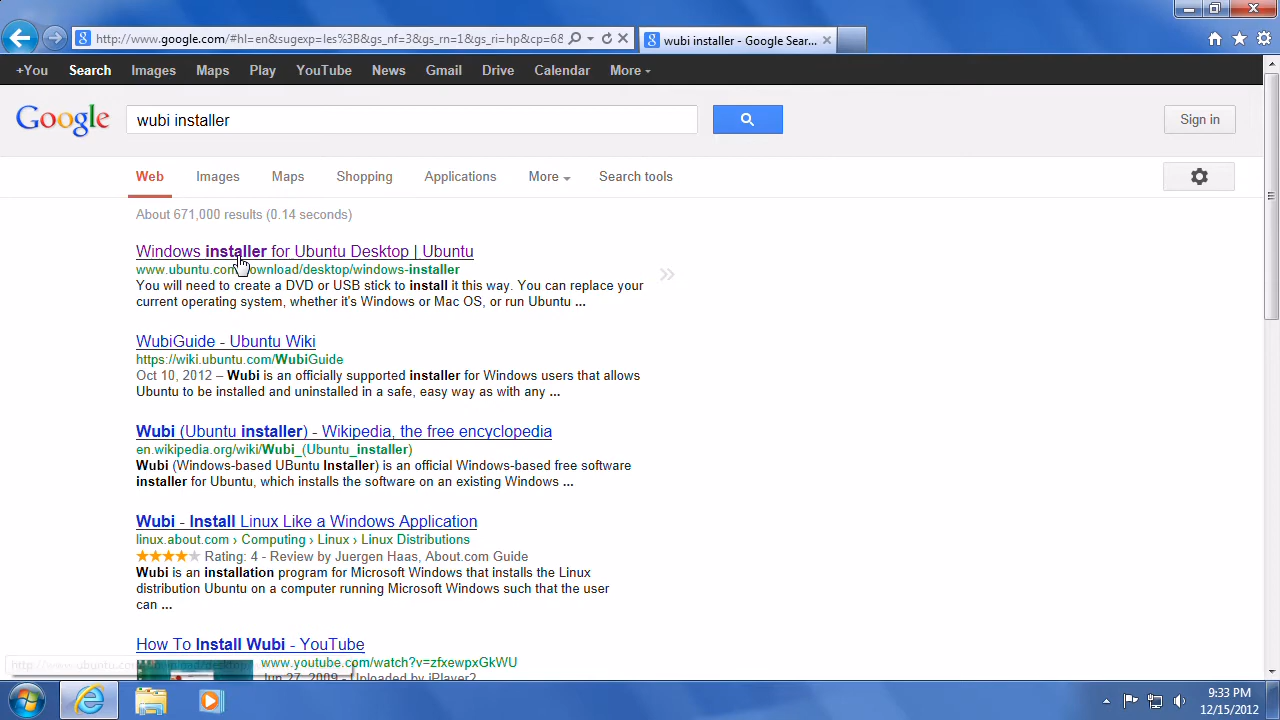 http://www.google.com/#hl=en&sugexp=les%3B&gs_nf=3&gs_rn=1&gs_ri=hp&cp=6&
wubi installer - Google Sear...
+You Search Images Maps Play YouTube News Gmail Drive Calendar More
Google
wubi installer
Sign in
Web Images Maps Shopping Applications More Search tools
About 671,000 results (0.14 seconds)
Windows installer for Ubuntu Desktop | Ubuntu
www.ubuntu.com/download/desktop/windows-installer
You will need to create a DVD or USB stick to install it this way. You can replace your
current operating system, whether it's Windows or Mac OS, or run Ubuntu ...
WubiGuide - Ubuntu Wiki
https://wiki.ubuntu.com/WubiGuide
Oct 10, 2012 – Wubi is an officially supported installer for Windows users that allows
Ubuntu to be installed and uninstalled in a safe, easy way as with any ...
Wubi (Ubuntu installer) - Wikipedia, the free encyclopedia
en.wikipedia.org/wiki/Wubi_(Ubuntu_installer)
Wubi (Windows-based UBuntu Installer) is an official Windows-based free software
installer for Ubuntu, which installs the software on an existing Windows ...
Wubi - Install Linux Like a Windows Application
linux.about.com › Computing › Linux › Linux Distributions
Rating: 4 - Review by Juergen Haas, About.com Guide
Wubi is an installation program for Microsoft Windows that installs the Linux
distribution Ubuntu on a computer running Microsoft Windows such that the user
can ...
How To Install Wubi - YouTube
www.youtube.com/watch?v=zfxewpxGkWU
Jun 27, 2009 - Uploaded by iPlayer2
9:33 PM
12/15/2012